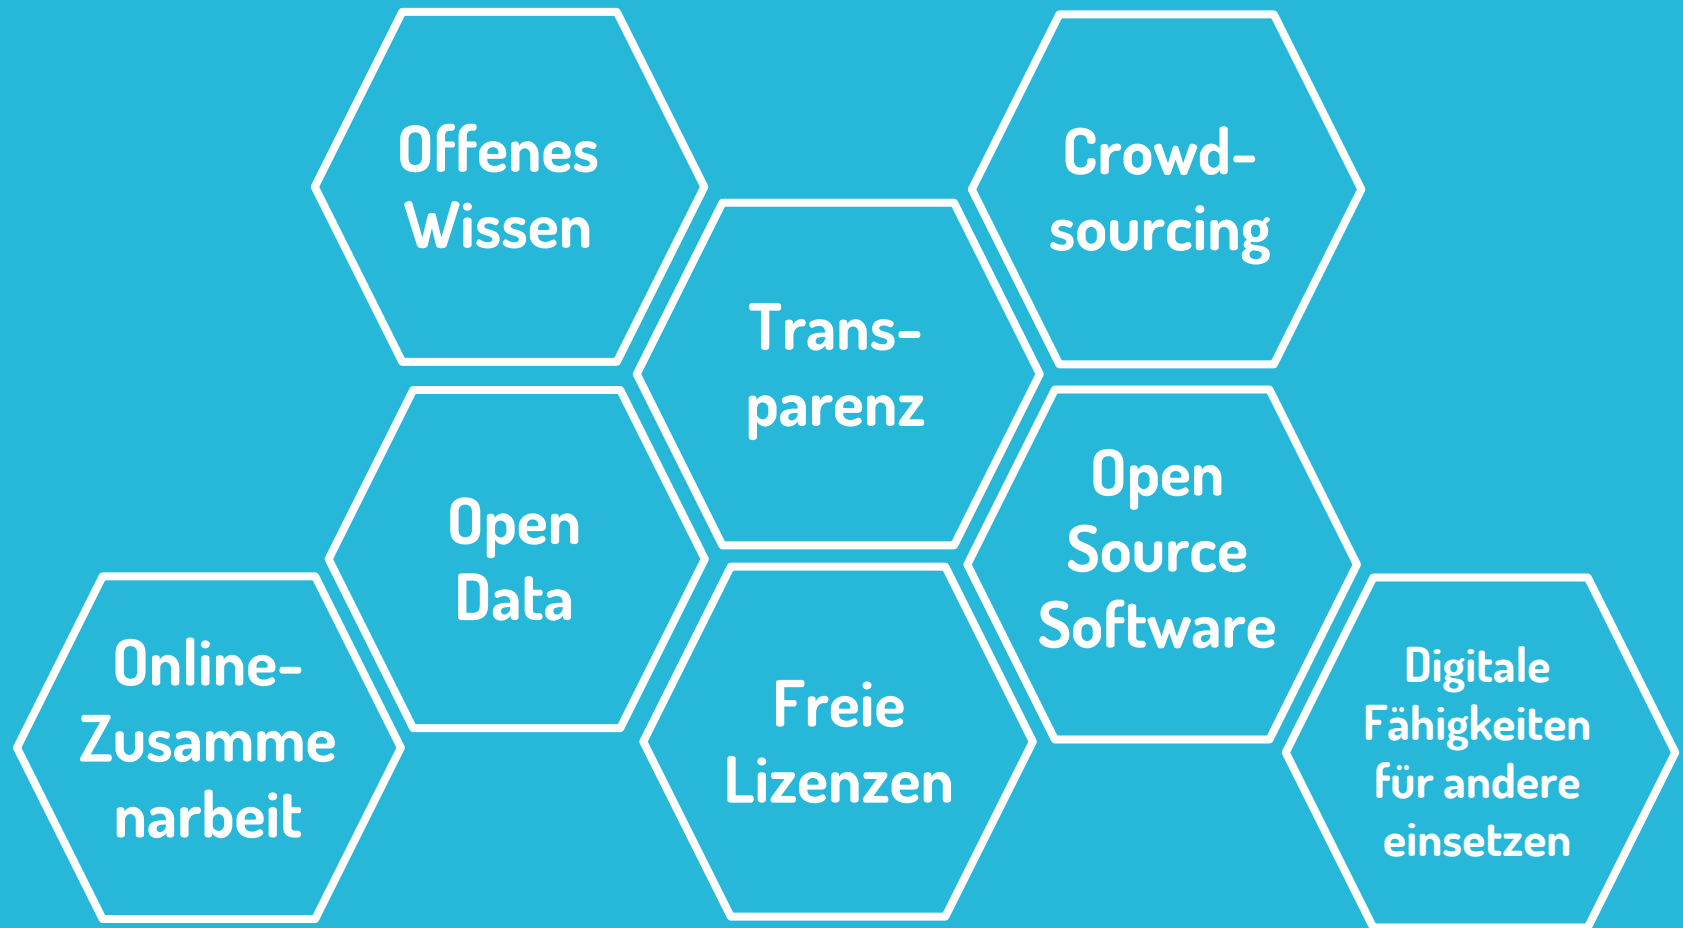 Offenes
Wissen
Crowd-
sourcing
Trans-
parenz
Open
Data
Open
Source
Software
Online-
Zusamme
narbeit
Freie
Lizenzen
Digitale
Fähigkeiten
für andere
einsetzen